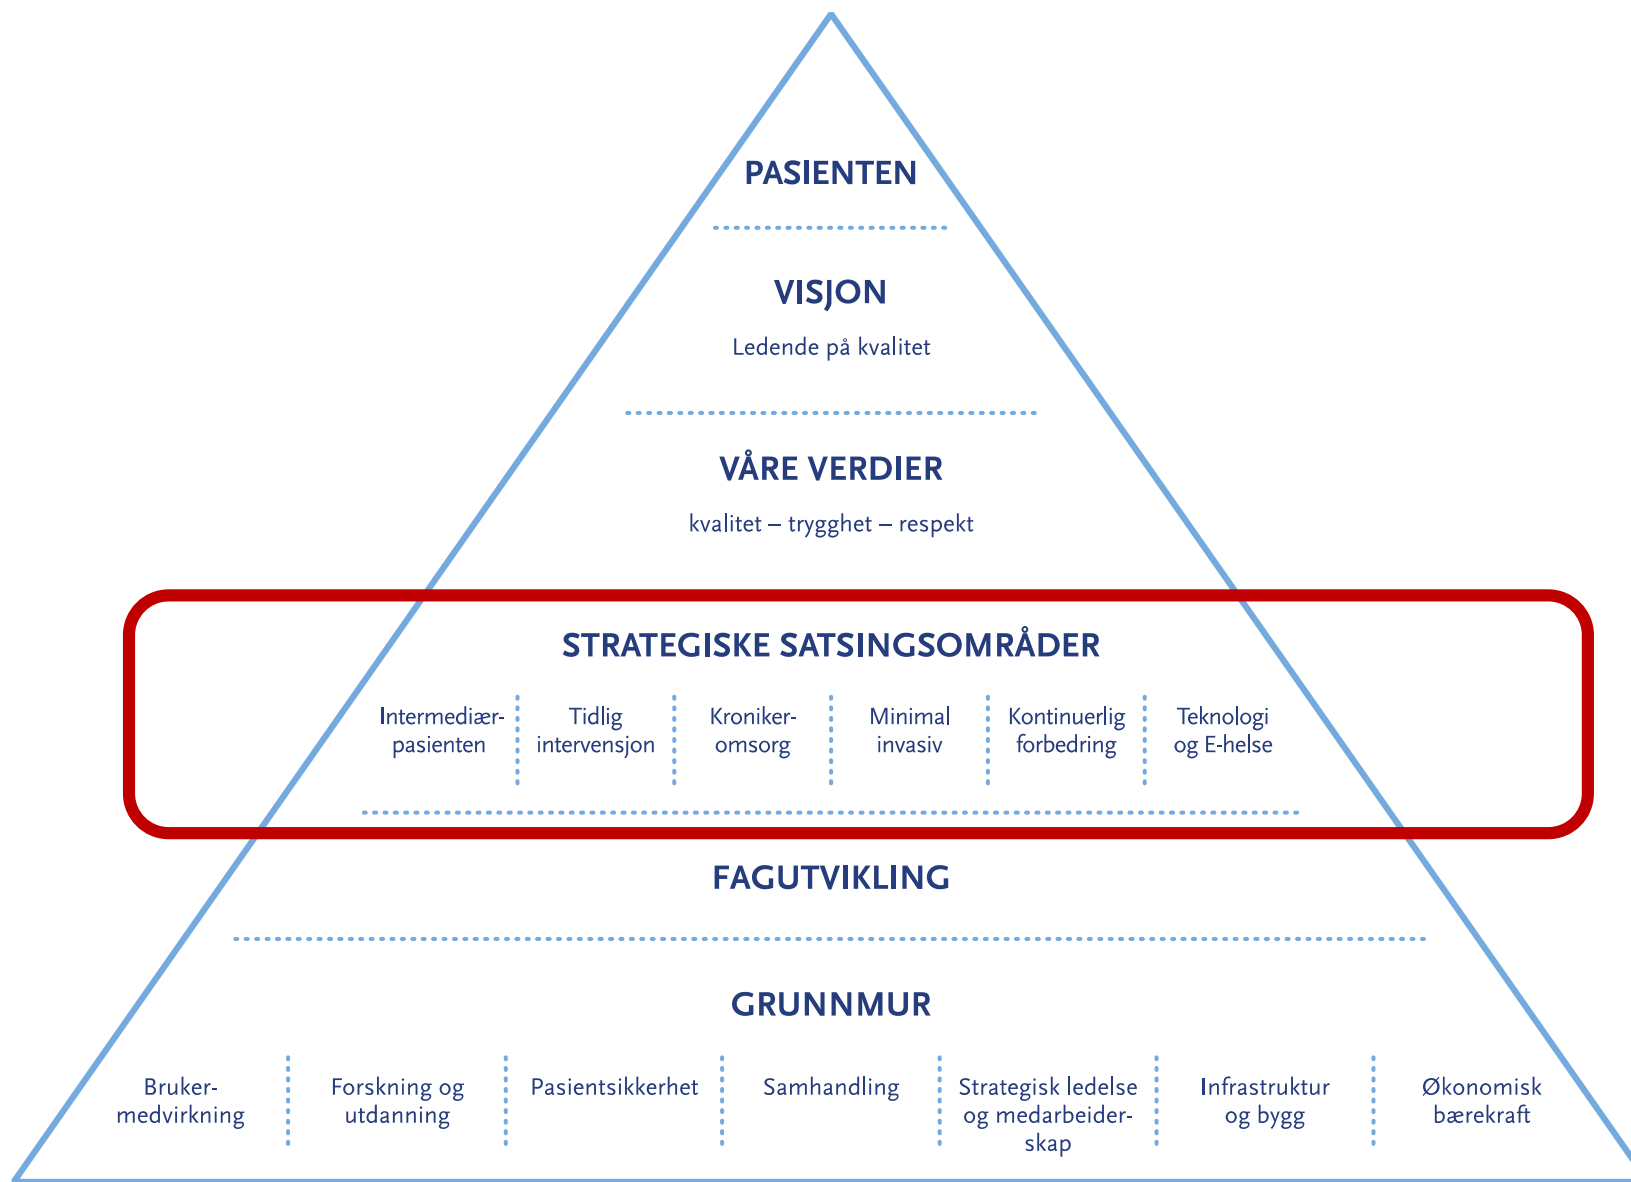 PASIENTEN
VISJON
Ledende på kvalitet
VÅRE VERDIER
kvalitet – trygghet – respekt
STRATEGISKE SATSINGSOMRÅDER
Intermediær-
pasienten
Tidlig
intervensjon
Kroniker-
omsorg
Minimal
invasiv
Kontinuerlig
forbedring
Teknologi
og E-helse
FAGUTVIKLING
GRUNNMUR
Bruker-
medvirkning
Forskning og
utdanning
Pasientsikkerhet
Samhandling
Strategisk ledelse
og medarbeider-
skap
Infrastruktur
og bygg
Økonomisk
bærekraft